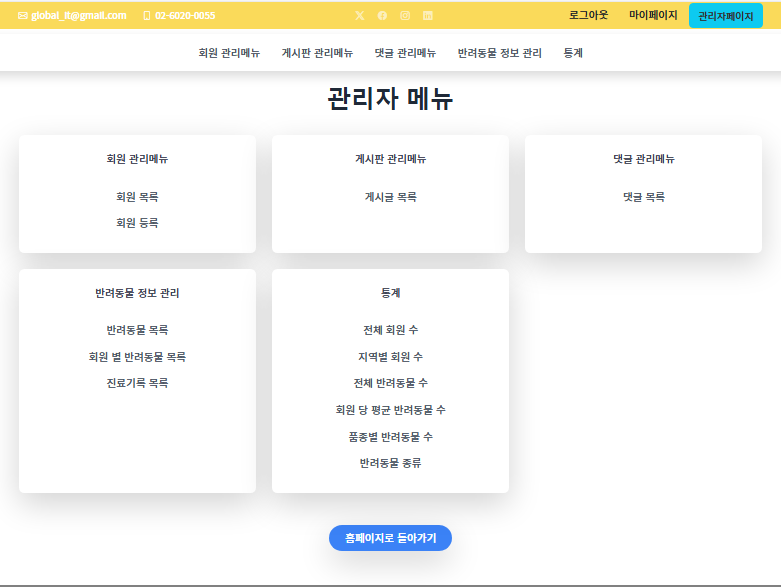 global_it@gmail.com 02-6020-0055 로그아웃 마이페이지 관리자페이지
회원 관리메뉴 게시판 관리메뉴 댓글 관리메뉴 반려동물 정보 관리 통계
관리자 메뉴
회원 관리메뉴
회원 목록
회원 등록
게시판 관리메뉴
게시글 목록
댓글 관리메뉴
댓글 목록
반려동물 정보 관리
반려동물 목록
회원 별 반려동물 목록
진료기록 목록
통계
전체 회원 수
지역별 회원 수
전체 반려동물 수
회원 당 평균 반려동물 수
품종별 반려동물 수
반려동물 종류
홈페이지로 돌아가기